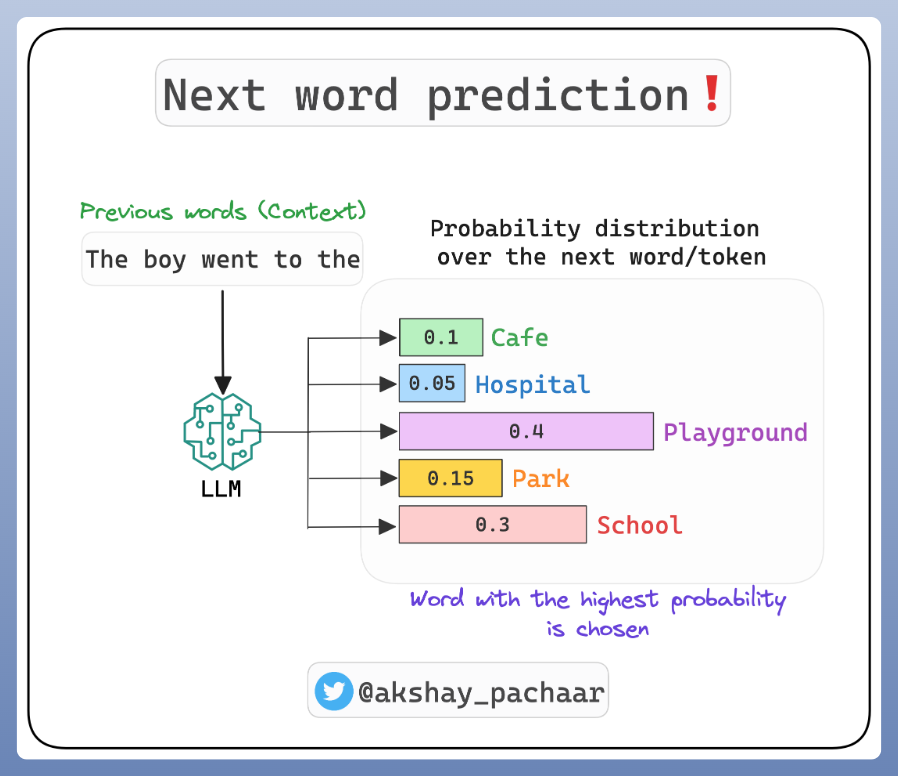 Next word prediction❗
Previous words (Context)
The boy went to the
LLM
Probability distribution
over the next word/token
0.1 Cafe
0.05 Hospital
0.4 Playground
0.15 Park
0.3 School
Word with the highest probability
is chosen
@akshay_pachaar